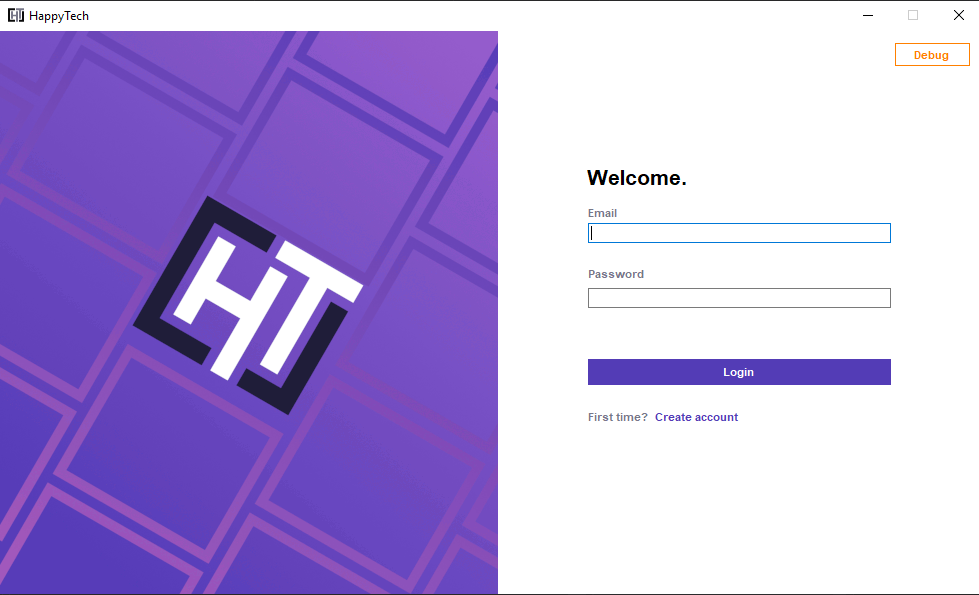 HappyTech
Debug
HT
Welcome.
Email
Password
Login
First time? Create account